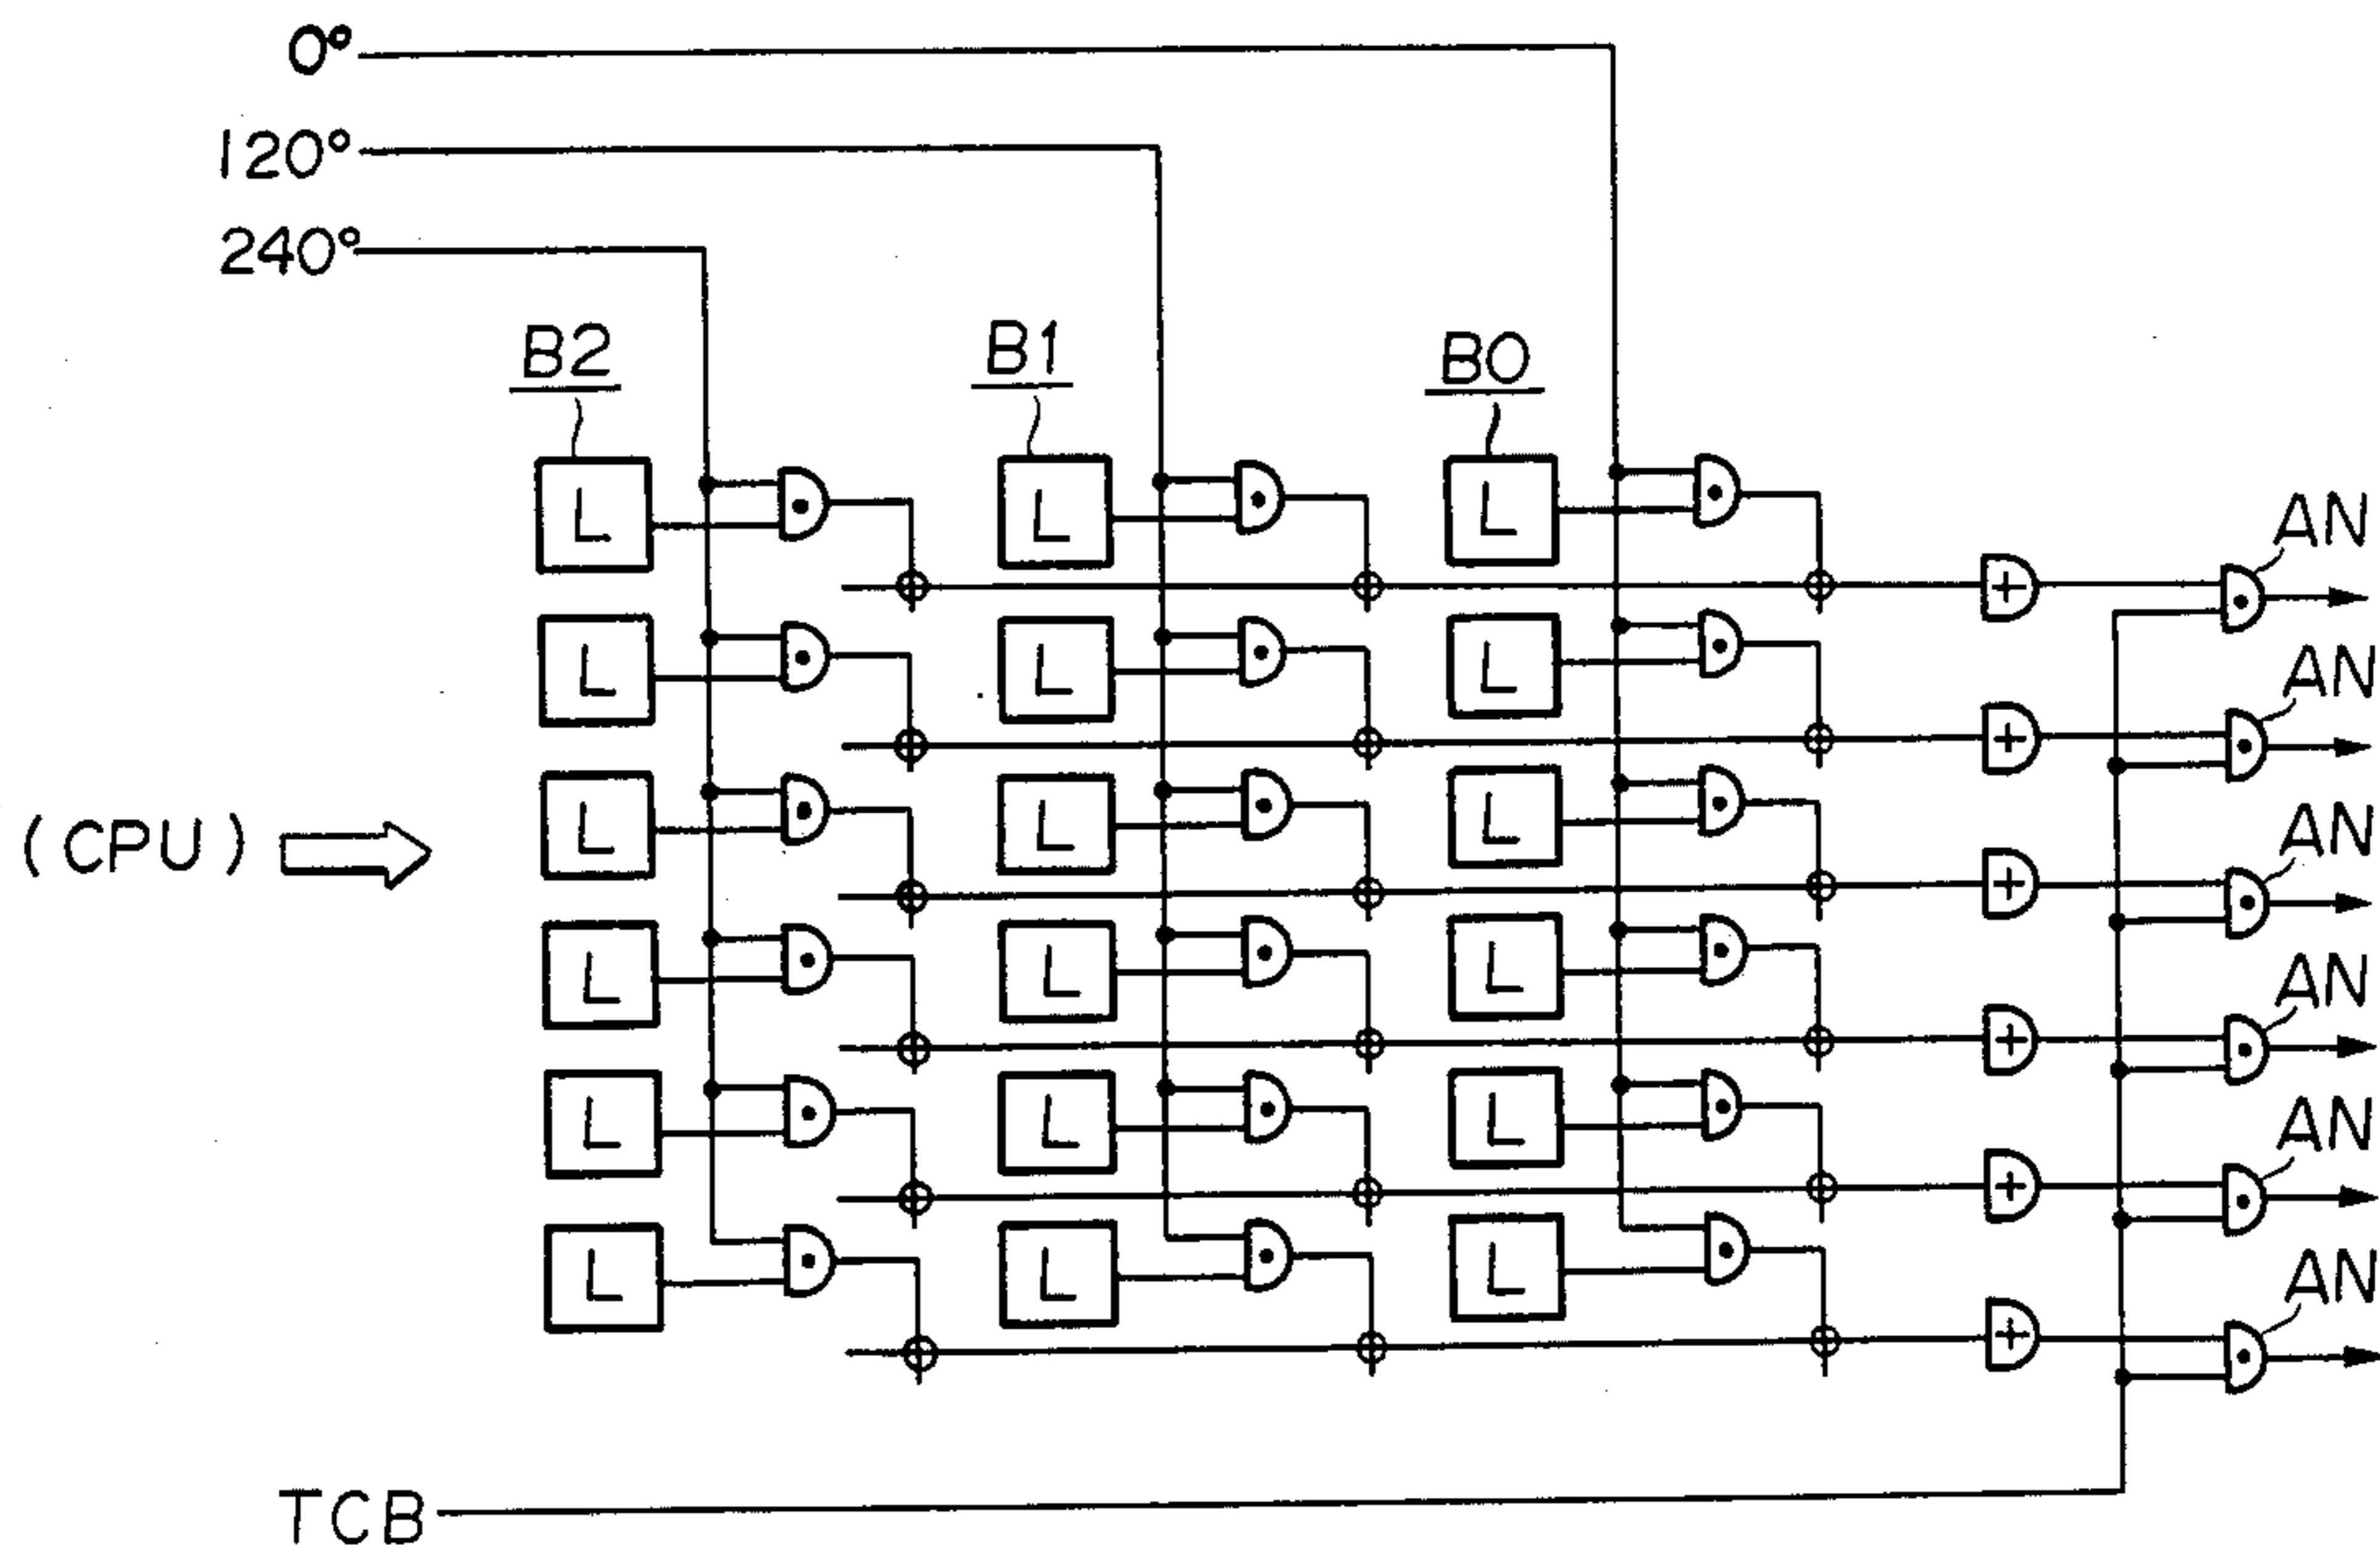 0°
120°
240°
B2 B1 B0
L L L AN
L L L AN
(CPU) L L L AN
L L L AN
L L L AN
L L L AN
TCB